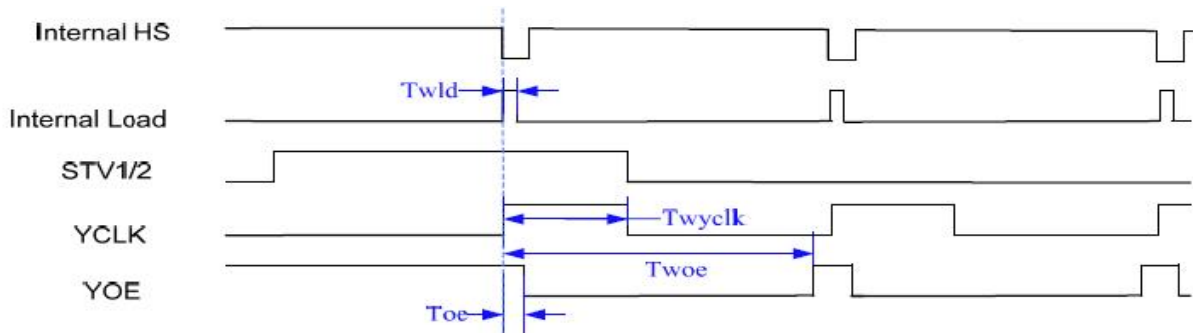 Internal HS
Twld
Internal Load
STV1/2
Twyclk
YCLK
Twoe
YOE
Toe